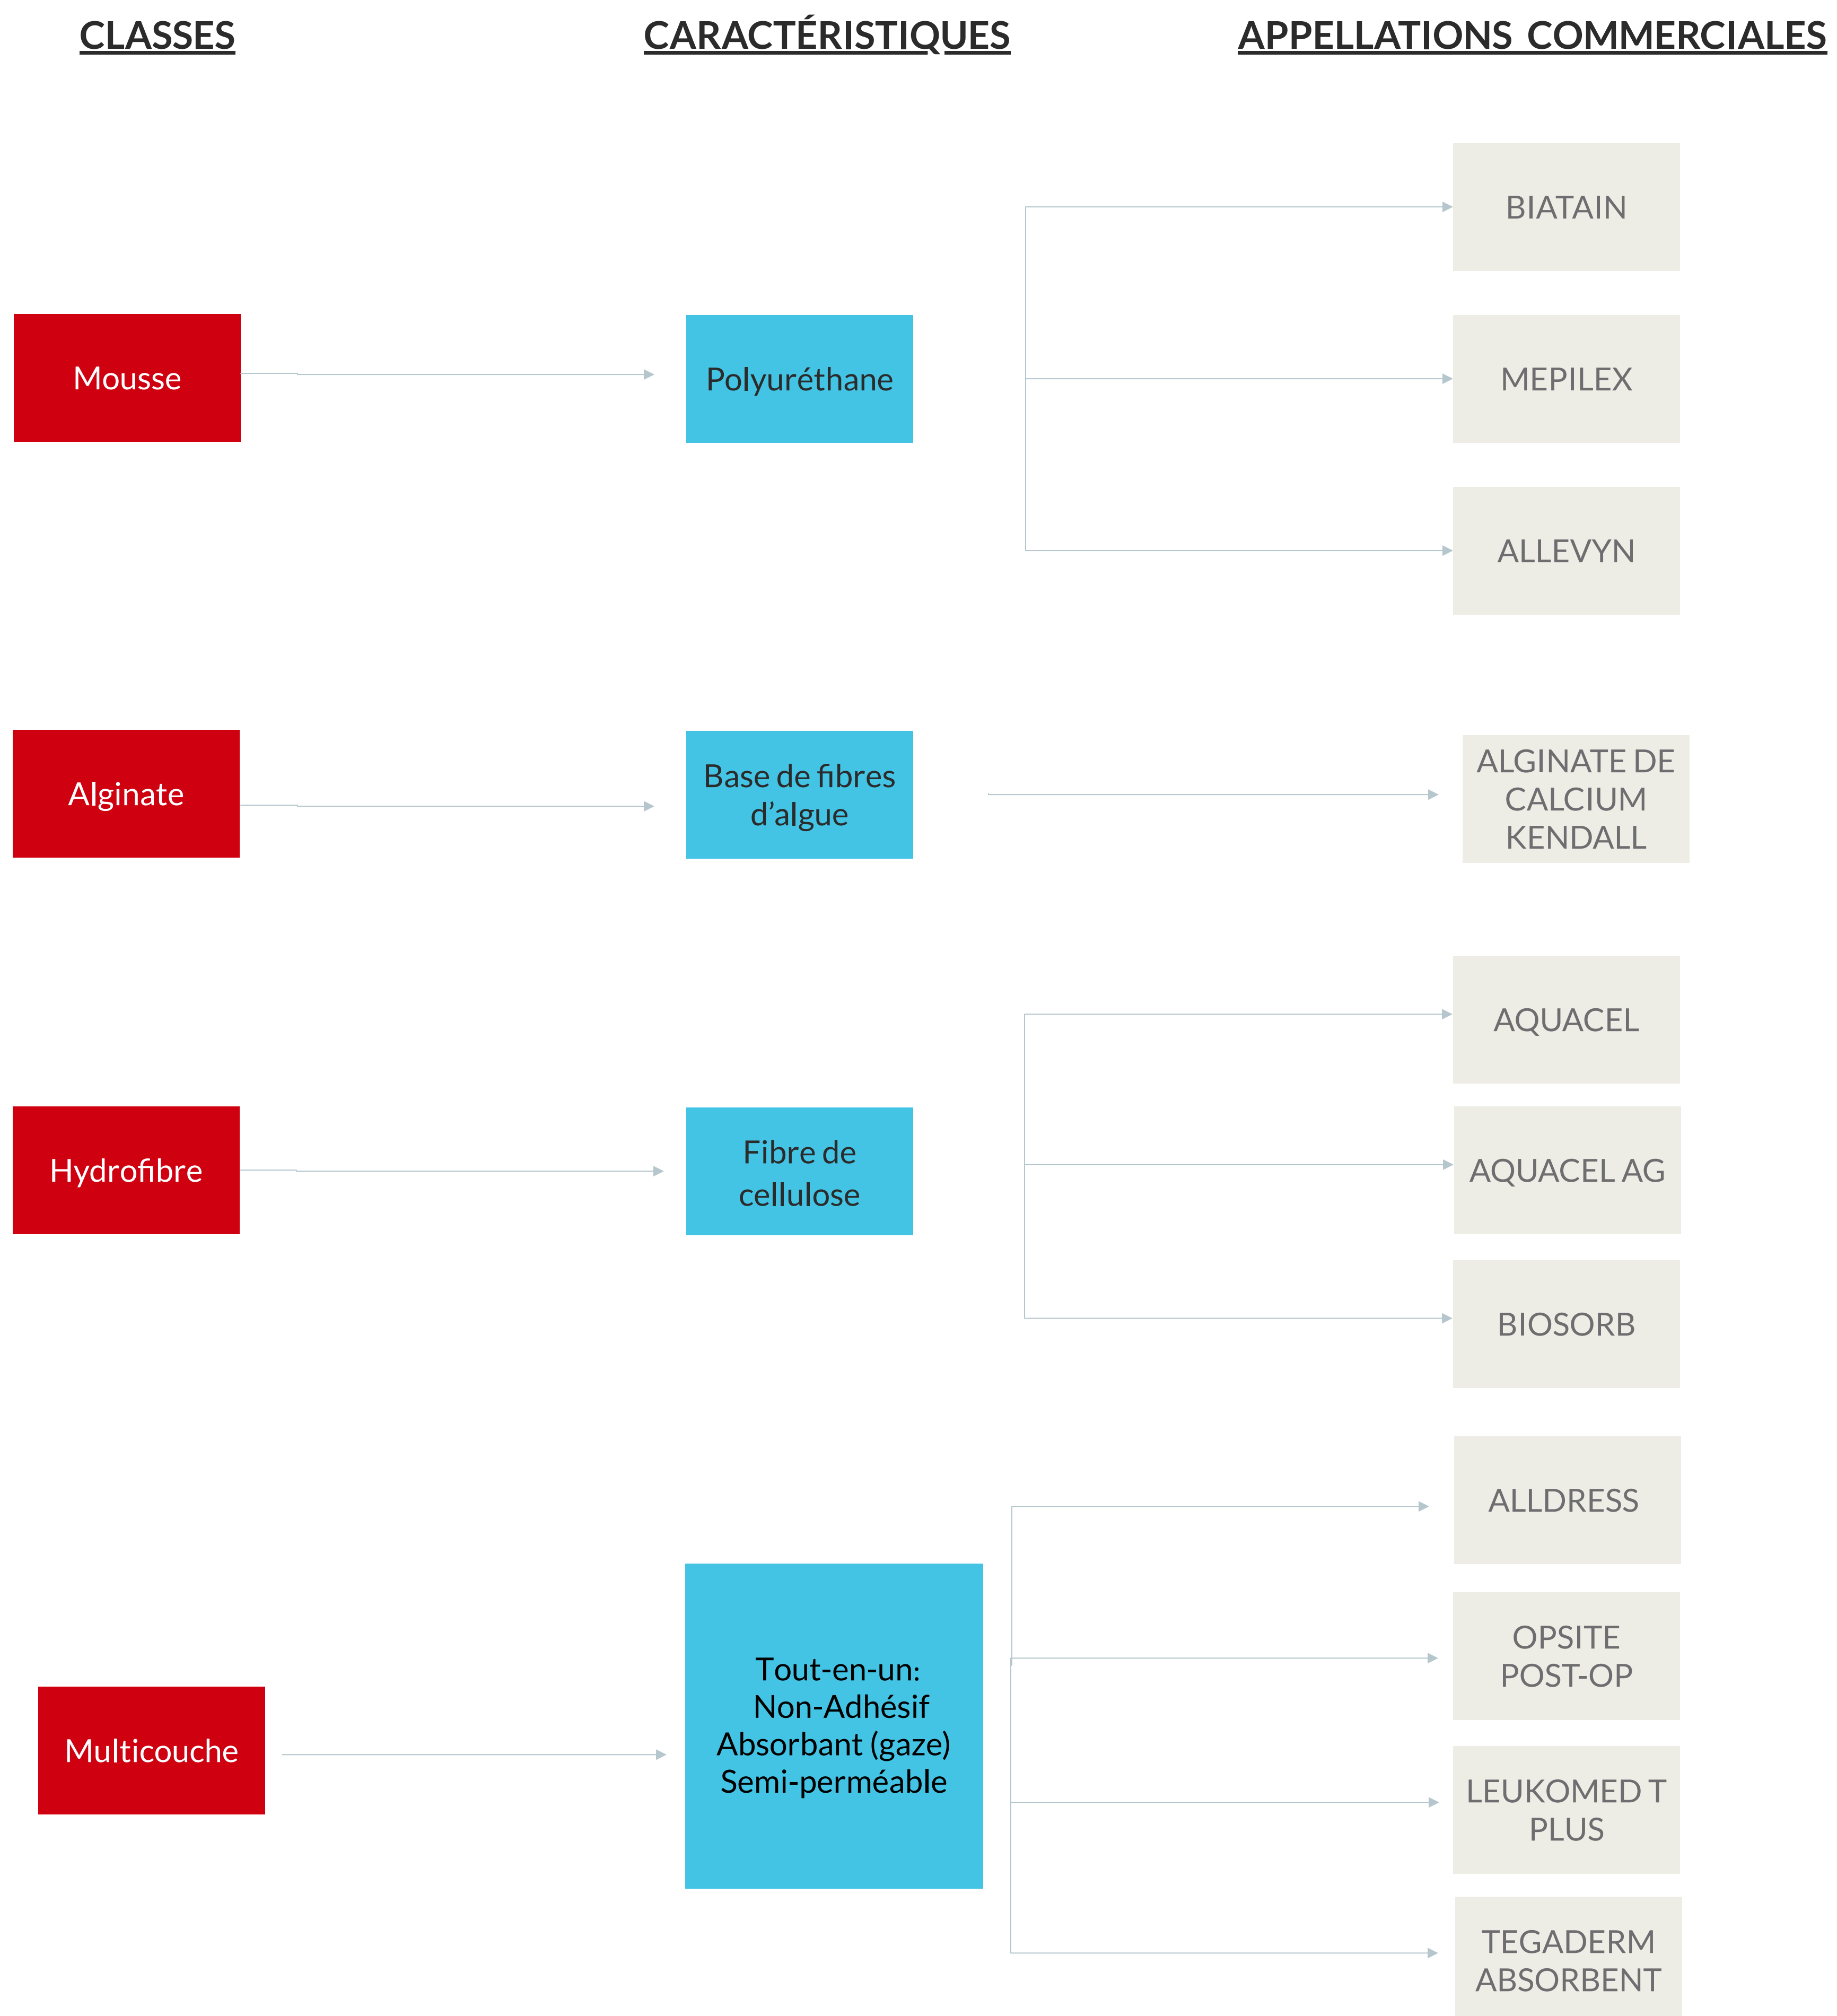 CLASSES
CARACTÉRISTIQUES
APPELLATIONS COMMERCIALES
BIATAIN
Mousse
Polyuréthane
MEPILEX
ALLEVYN
Alginate
Base de fibres
d’algue
ALGINATE DE
CALCIUM
KENDALL
AQUACEL
Hydrofibre
Fibre de
cellulose
AQUACEL AG
BIOSORB
ALLDRESS
Multicouche
Tout-en-un:
Non-Adhésif
Absorbant (gaze)
Semi-perméable
OPSITE
POST-OP
LEUKOMED T
PLUS
TEGADERM
ABSORBENT